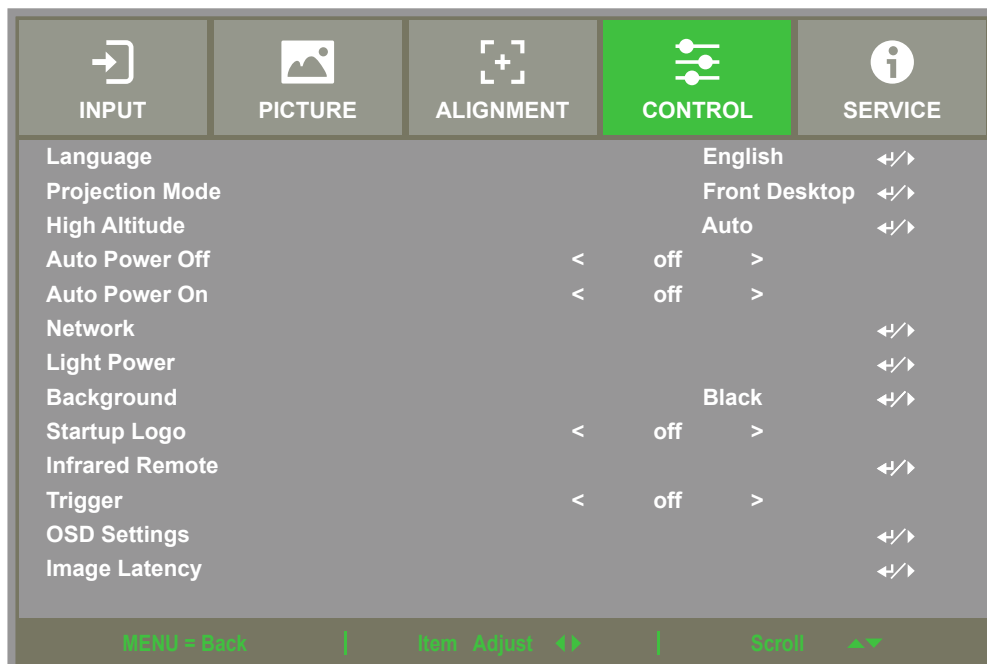 INPUT PICTURE ALIGNMENT CONTROL SERVICE
Language English
Projection Mode Front Desktop
High Altitude Auto
Auto Power Off < off >
Auto Power On < off >
Network
Light Power
Background Black
Startup Logo < off >
Infrared Remote
Trigger < off >
OSD Settings
Image Latency
MENU = Back | Item Adjust | Scroll